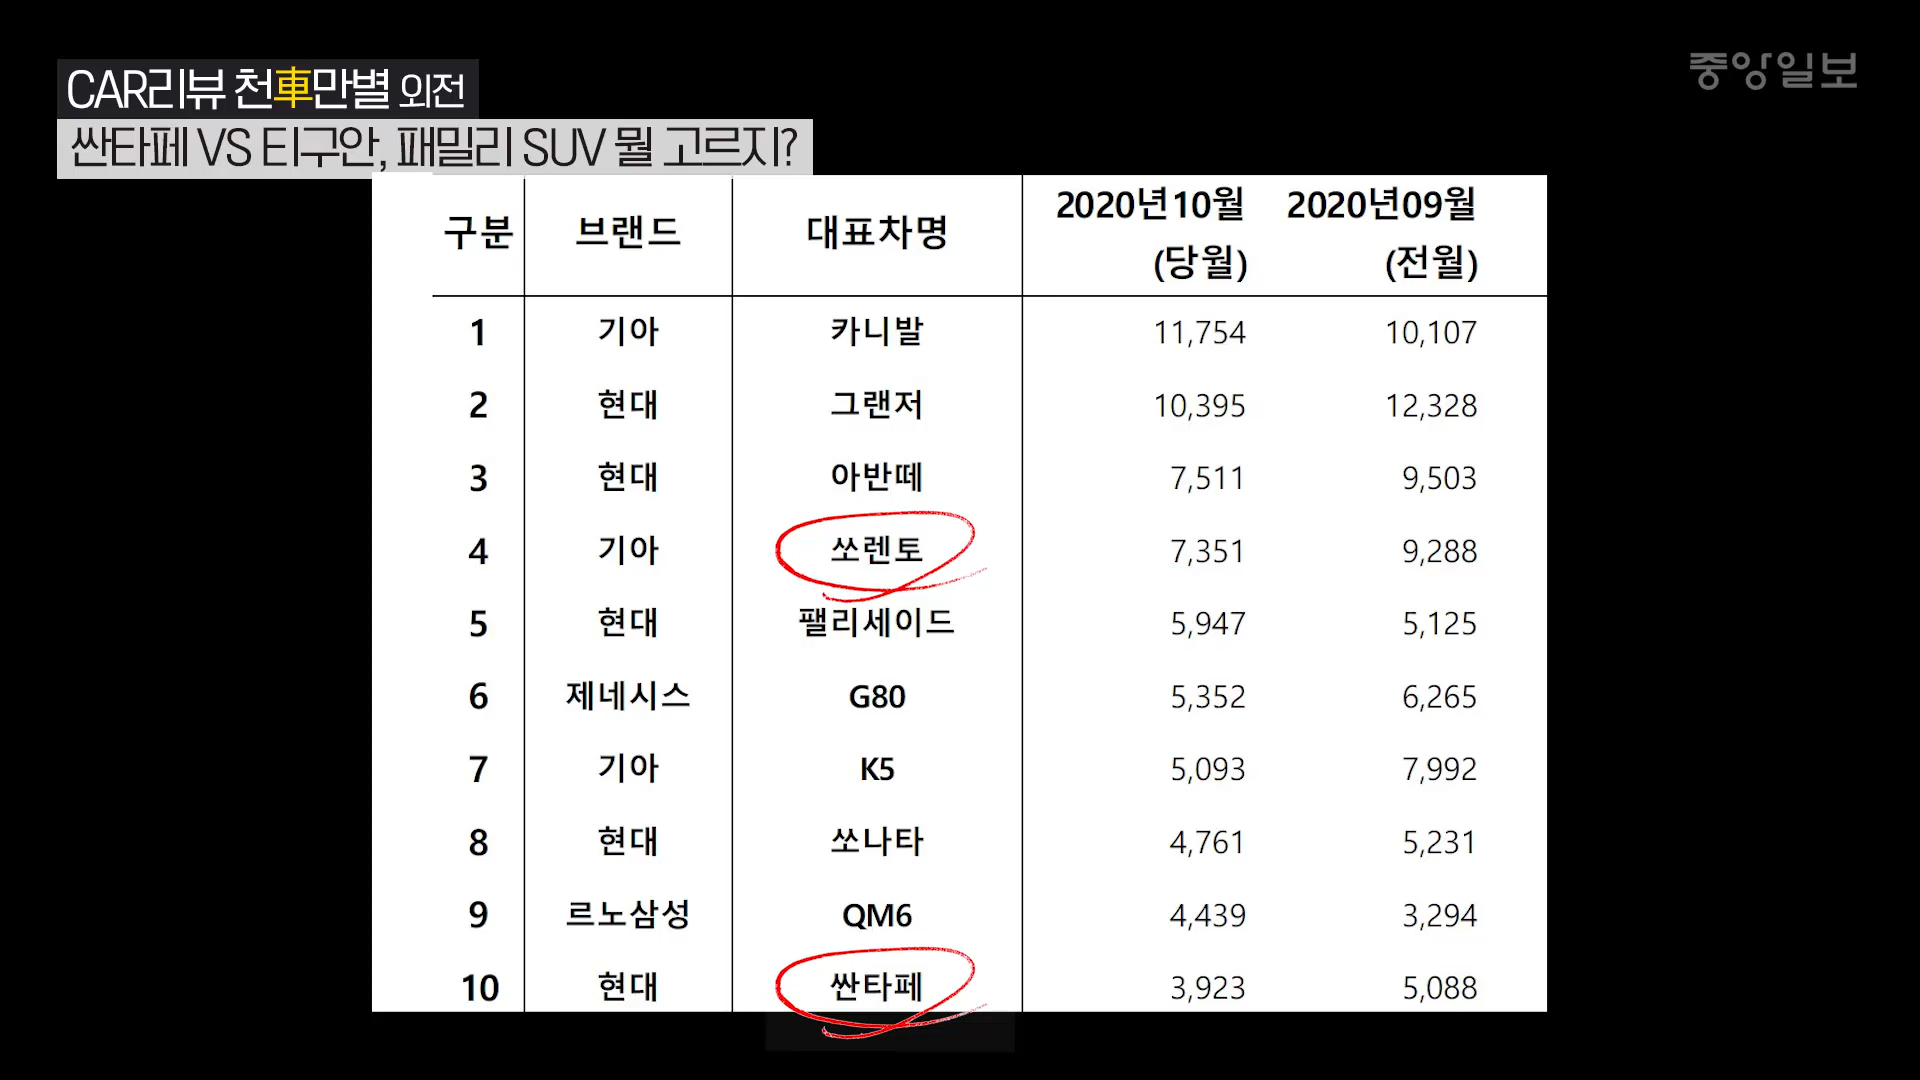 CAR리뷰 천車만별 외전
중앙일보
싼타페 VS 티구안, 패밀리 SUV 뭘 고르지?
구분 브랜드 대표차명 2020년10월 (당월) 2020년09월 (전월)
1 기아 카니발 11,754 10,107
2 현대 그랜저 10,395 12,328
3 현대 아반떼 7,511 9,503
4 기아 쏘렌토 7,351 9,288
5 현대 팰리세이드 5,947 5,125
6 제네시스 G80 5,352 6,265
7 기아 K5 5,093 7,992
8 현대 쏘나타 4,761 5,231
9 르노삼성 QM6 4,439 3,294
10 현대 싼타페 3,923 5,088